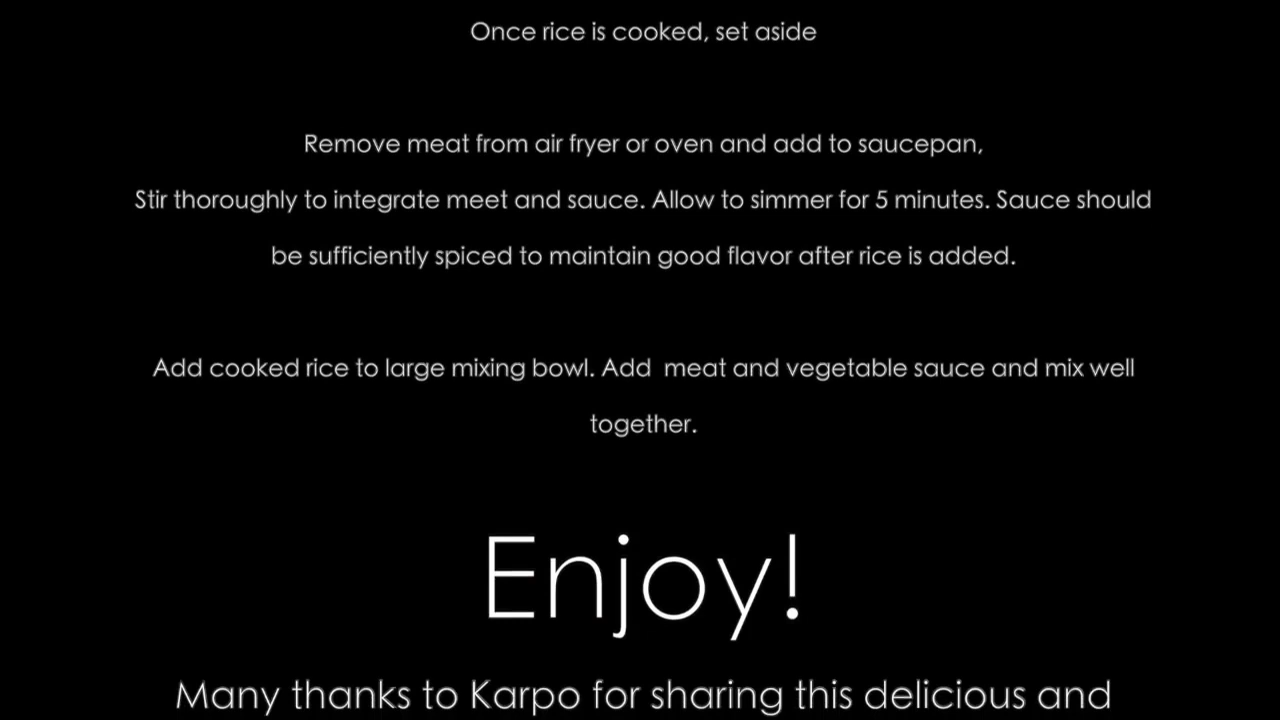 Once rice is cooked, set aside
Remove meat from air fryer or oven and add to saucepan,
Stir thoroughly to integrate meet and sauce. Allow to simmer for 5 minutes. Sauce should
be sufficiently spiced to maintain good flavor after rice is added.
Add cooked rice to large mixing bowl. Add  meat and vegetable sauce and mix well
together.
Enjoy!
Many thanks to Karpo for sharing this delicious and